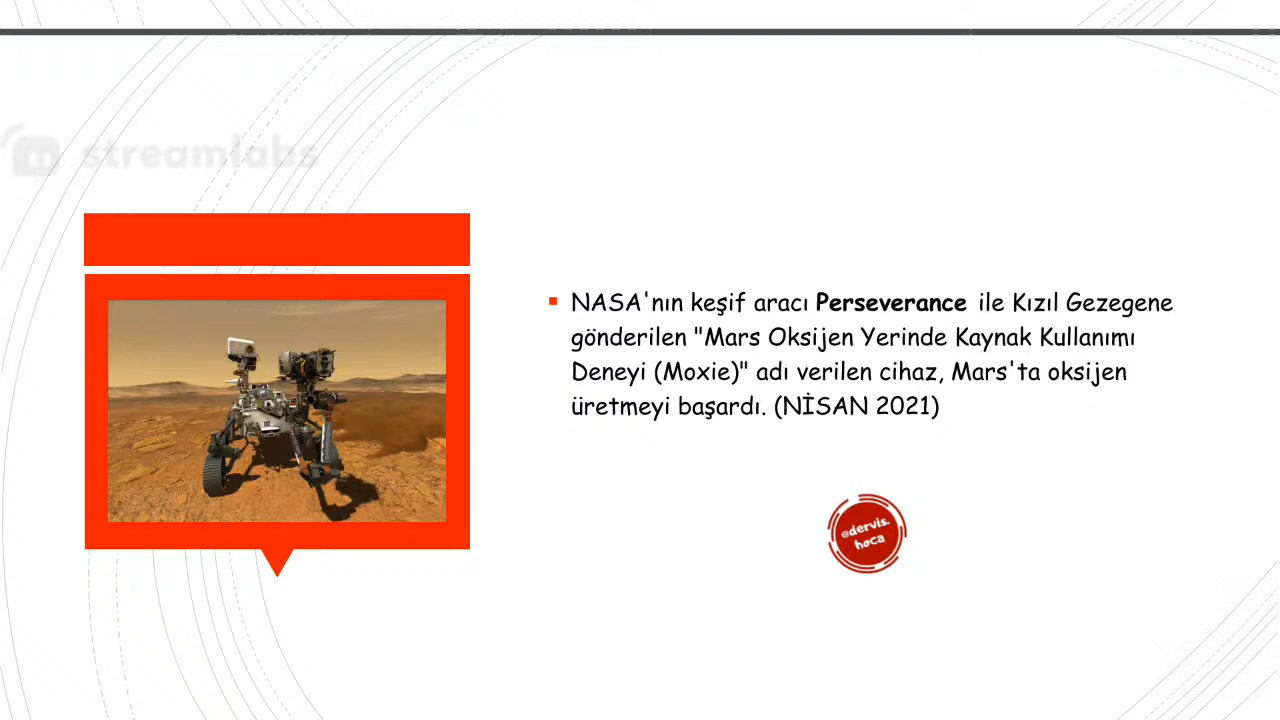 streamlabs
NASA'nın keşif aracı Perseverance ile Kızıl Gezegene
gönderilen "Mars Oksijen Yerinde Kaynak Kullanımı
Deneyi (Moxie)" adı verilen cihaz, Mars'ta oksijen
üretmeyi başardı. (NİSAN 2021)
@dervis.
hoca